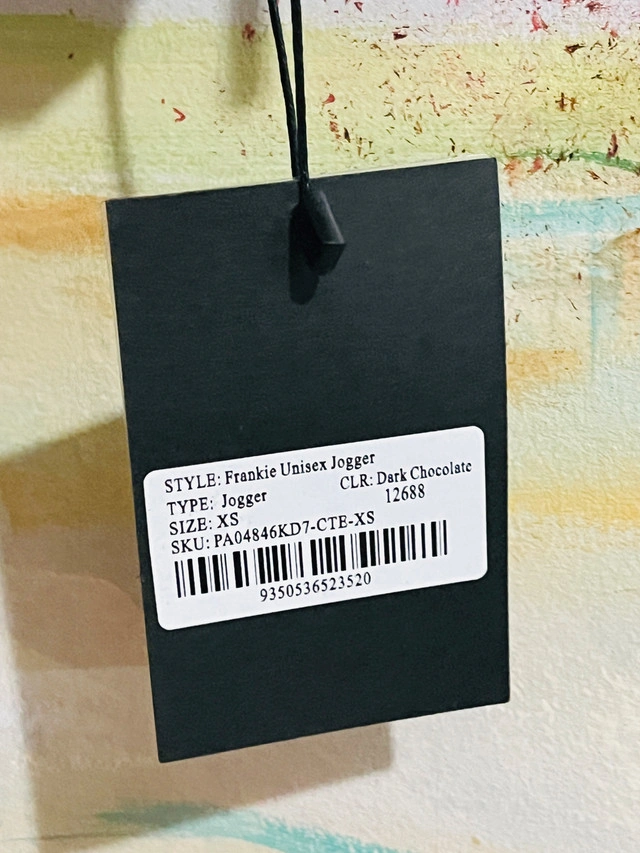 STYLE: Frankie Unisex Jogger
TYPE: Jogger CLR: Dark Chocolate
SIZE: XS 12688
SKU: PA04846KD7-CTE-XS
9350536523520